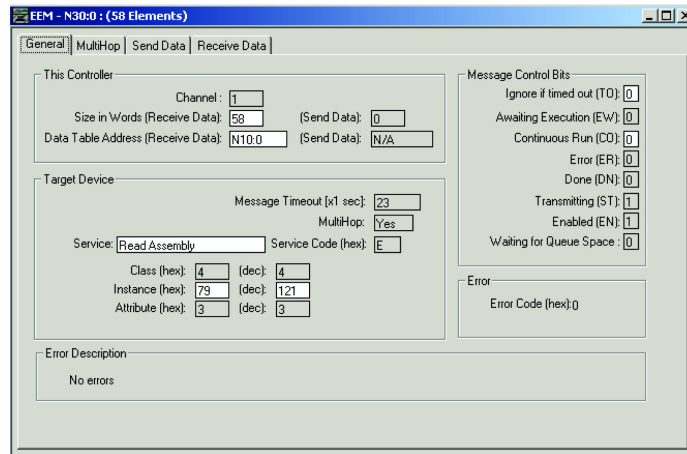 EEM - N30:0 : (58 Elements)
General MultiHop Send Data Receive Data
This Controller
Channel : 1
Size in Words (Receive Data): 58 (Send Data): 0
Data Table Address (Receive Data): N10:0 (Send Data): N/A
Target Device
Message Timeout [x1 sec]: 23
MultiHop: Yes
Service: Read Assembly Service Code (hex): E
Class (hex): 4 (dec): 4
Instance (hex): 79 (dec): 121
Attribute (hex): 3 (dec): 3
Message Control Bits
Ignore if timed out (TO): 0
Awaiting Execution (EW): 0
Continuous Run (CO): 0
Error (ER): 0
Done (DN): 0
Transmitting (ST): 1
Enabled (EN): 1
Waiting for Queue Space : 0
Error
Error Code (hex):0
Error Description
No errors